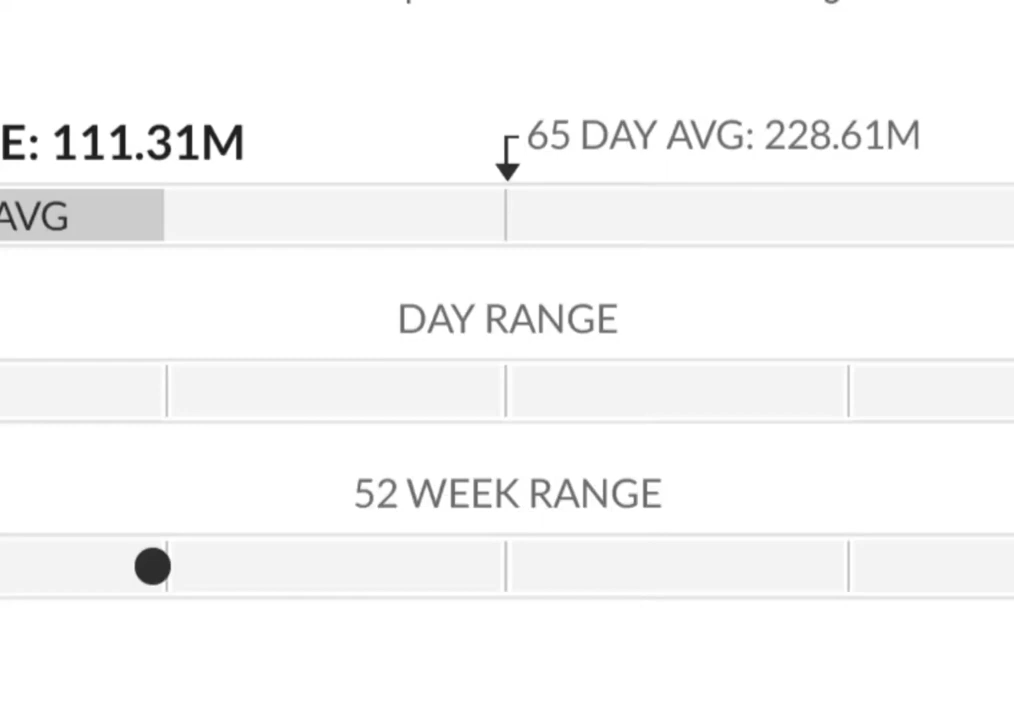 E: 111.31M
65 DAY AVG: 228.61M
AVG
DAY RANGE
52 WEEK RANGE